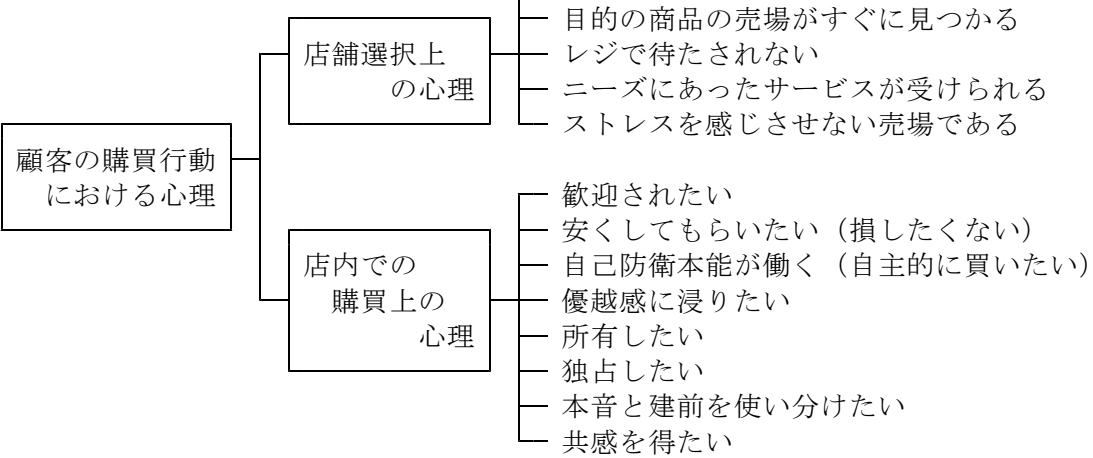 目的の商品の売場がすぐに見つかる
店舗選択上
の心理
レジで待たされない
ニーズにあったサービスが受けられる
ストレスを感じさせない売場である
顧客の購買行動
における心理
歓迎されたい
安くしてもらいたい（損したくない）
店内での
購買上の
心理
自己防衛本能が働く（自主的に買いたい）
優越感に浸りたい
所有したい
独占したい
本音と建前を使い分けたい
共感を得たい